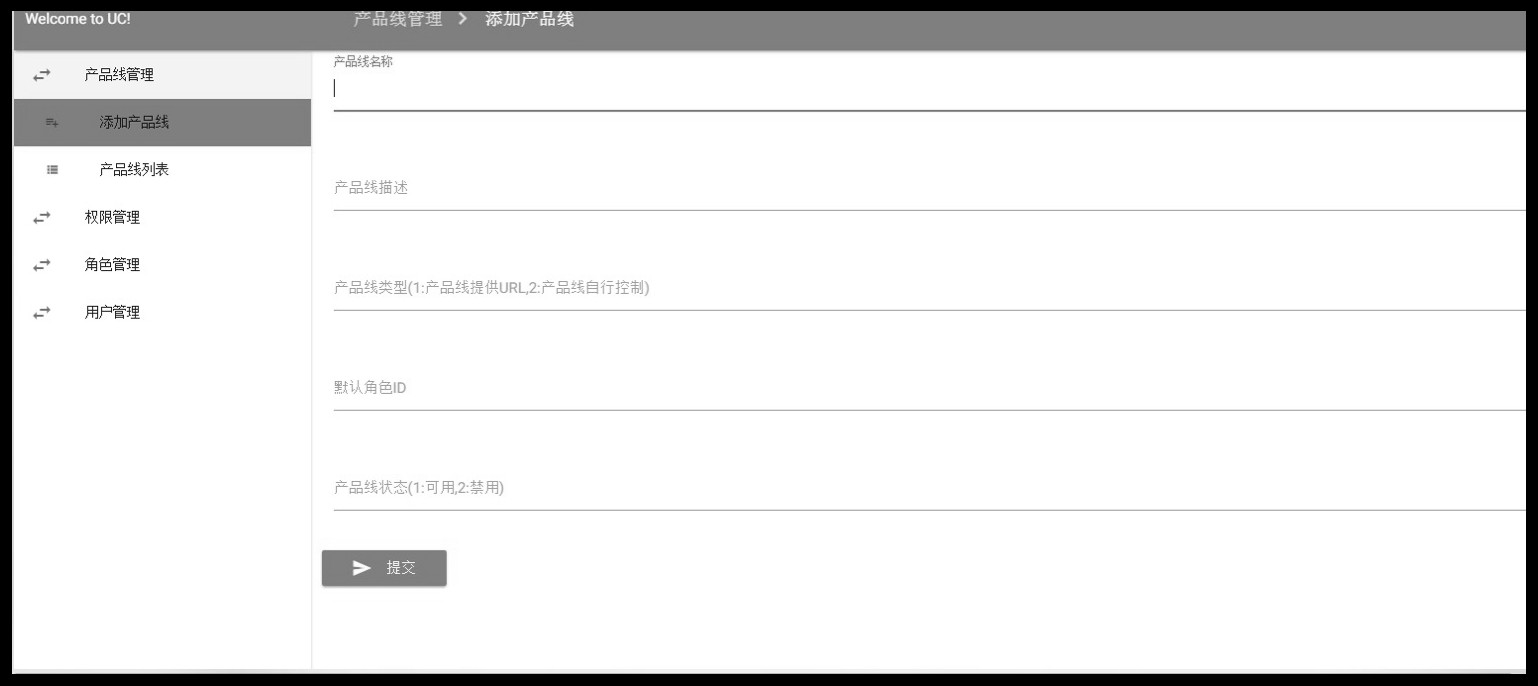 Welcome to UC!
产品线管理 > 添加产品线
产品线管理
添加产品线
产品线列表
权限管理
角色管理
用户管理
产品线名称
产品线描述
产品线类型(1:产品线提供URL,2:产品线自行控制)
默认角色ID
产品线状态(1:可用,2:禁用)
提交